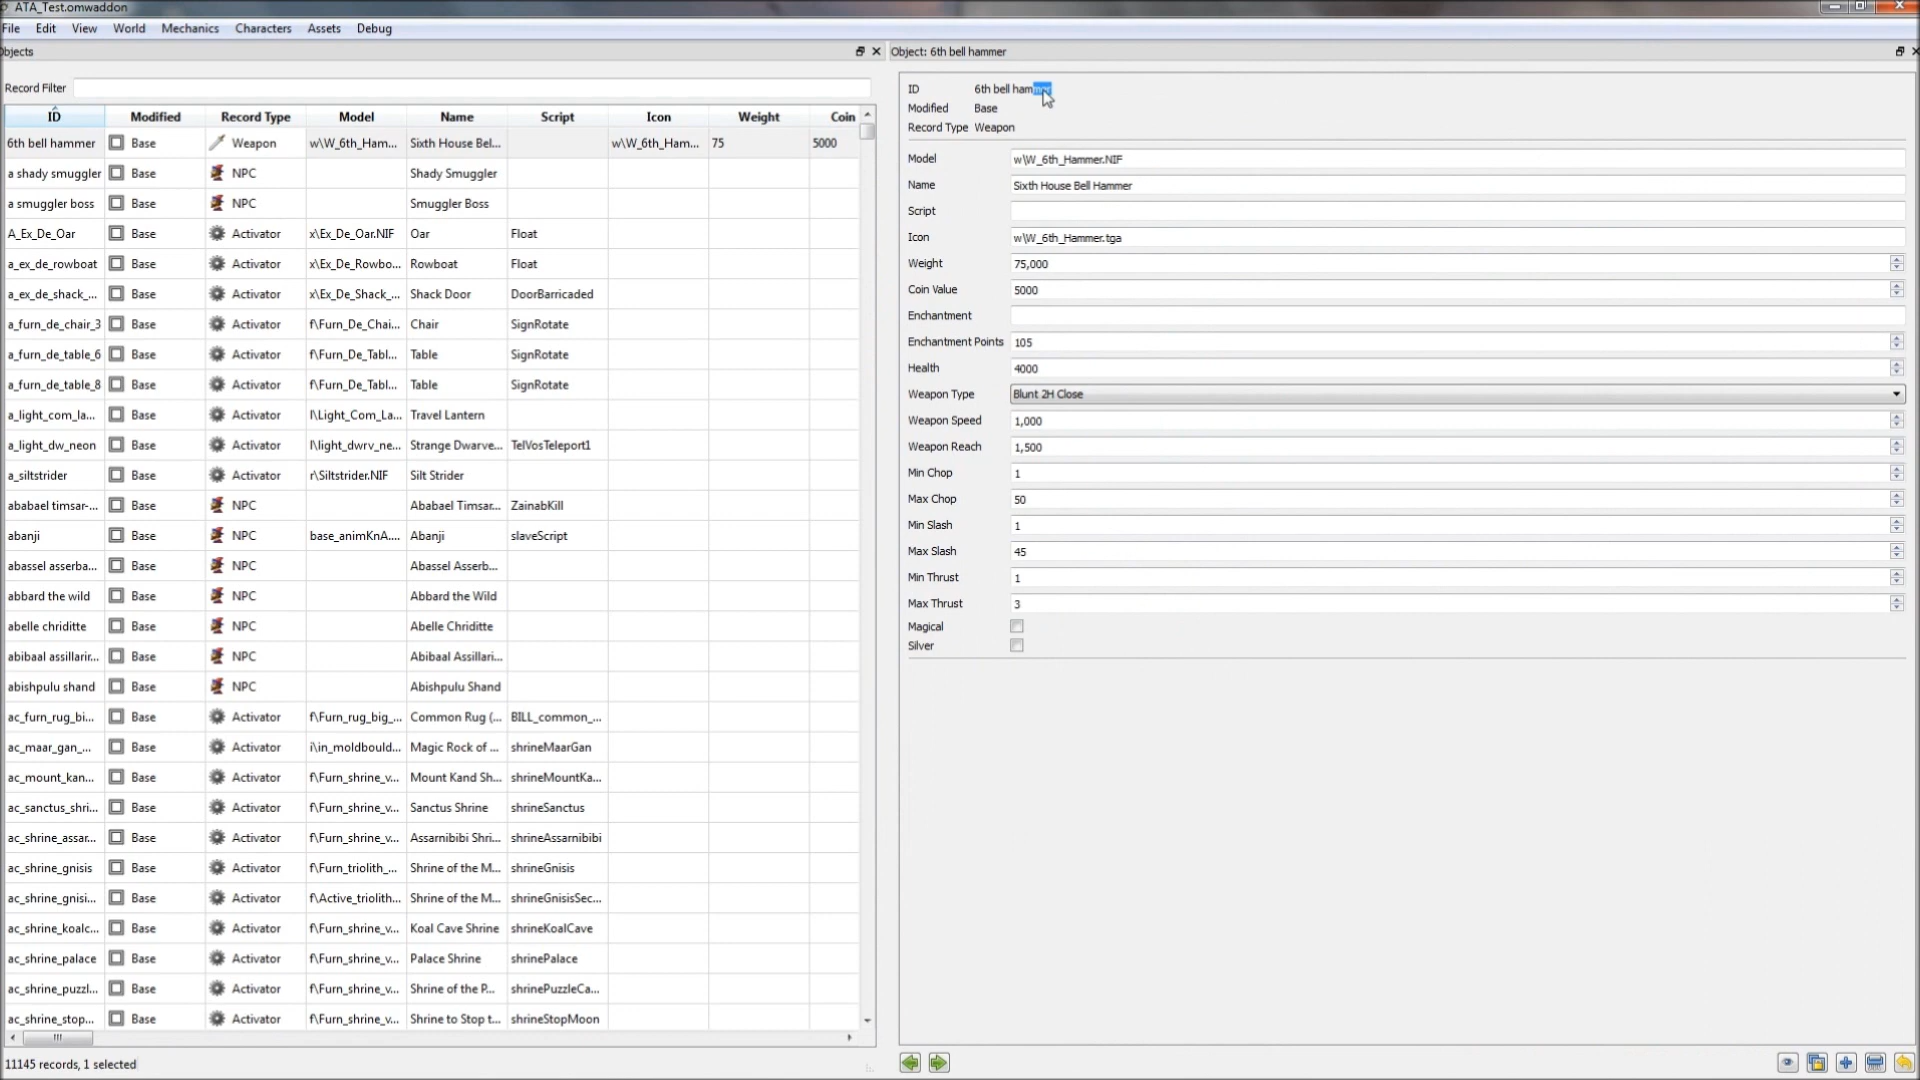 ATA_Test.omwaddon
File Edit View World Mechanics Characters Assets Debug
Objects
Object: 6th bell hammer
Record Filter
ID Modified Record Type Model Name Script Icon Weight Coin
6th bell hammer Base Weapon w\W_6th_Ham... Sixth House Bel... w\W_6th_Ham... 75 5000
a shady smuggler Base NPC Shady Smuggler
a smuggler boss Base NPC Smuggler Boss
A_Ex_De_Oar Base Activator x\Ex_De_Oar.NIF Oar Float
a_ex_de_rowboat Base Activator x\Ex_De_Rowbo... Rowboat Float
a_ex_de_shack_... Base Activator x\Ex_De_Shack_... Shack Door DoorBarricaded
a_furn_de_chair_3 Base Activator f\Furn_De_Chai... Chair SignRotate
a_furn_de_table_6 Base Activator f\Furn_De_Tabl... Table SignRotate
a_furn_de_table_8 Base Activator f\Furn_De_Tabl... Table SignRotate
a_light_com_la... Base Activator l\Light_Com_La... Travel Lantern
a_light_dw_neon Base Activator l\light_dwrv_ne... Strange Dwarve... TelVosTeleport1
a_siltstrider Base Activator r\Siltstrider.NIF Silt Strider
ababael timsar-... Base NPC Ababael Timsar... ZainabKill
abanji Base NPC base_animKnA.... Abanji slaveScript
abassel asserba... Base NPC Abassel Asserb...
abbard the wild Base NPC Abbard the Wild
abelle chriditte Base NPC Abelle Chriditte
abibaal assillarir... Base NPC Abibaal Assillari...
abishpulu shand Base NPC Abishpulu Shand
ac_furn_rug_bi... Base Activator f\Furn_rug_big_... Common Rug (... BILL_common_...
ac_maar_gan_... Base Activator i\in_moldbould... Magic Rock of ... shrineMaarGan
ac_mount_kan... Base Activator f\Furn_shrine_v... Mount Kand Sh... shrineMountKa...
ac_sanctus_shri... Base Activator f\Furn_shrine_v... Sanctus Shrine shrineSanctus
ac_shrine_assar... Base Activator f\Furn_shrine_v... Assarnibibi Shri... shrineAssarnibibi
ac_shrine_gnisis Base Activator f\Furn_triolith_... Shrine of the M... shrineGnisis
ac_shrine_gnisi... Base Activator f\Active_triolith... Shrine of the M... shrineGnisisSec...
ac_shrine_koalc... Base Activator f\Furn_shrine_v... Koal Cave Shrine shrineKoalCave
ac_shrine_palace Base Activator f\Furn_shrine_v... Palace Shrine shrinePalace
ac_shrine_puzzl... Base Activator f\Furn_shrine_v... Shrine of the P... shrinePuzzleCa...
ac_shrine_stop... Base Activator f\Furn_shrine_v... Shrine to Stop t... shrineStopMoon
11145 records, 1 selected
ID 6th bell hammer
Modified Base
Record Type Weapon
Model w\W_6th_Hammer.NIF
Name Sixth House Bell Hammer
Script
Icon w\W_6th_Hammer.tga
Weight 75,000
Coin Value 5000
Enchantment
Enchantment Points 105
Health 4000
Weapon Type Blunt 2H Close
Weapon Speed 1,000
Weapon Reach 1,500
Min Chop 1
Max Chop 50
Min Slash 1
Max Slash 45
Min Thrust 1
Max Thrust 3
Magical
Silver